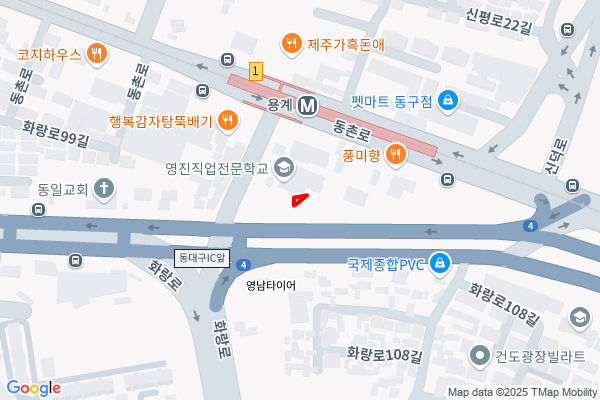 신평로22길
제주가흑돈애
코지하우스
동촌로
동촌로
1
용계
M
펫마트 동구점
행복감자탕뚝배기
화랑로99길
동촌로
풍미향
신덕로
영진직업전문학교
동일교회
4
동대구IC앞
4
화랑로
국제종합PVC
영남타이어
화랑로
화랑로108길
화랑로108길
건도광장빌라트
Google
Map data ©2025 TMap Mobility